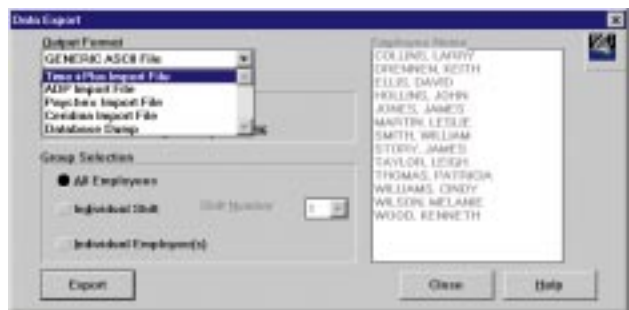 Data Export
Output Format
GENERIC ASCII File
Time+Plus Import File
ADP Import File
Paychex Import File
Ceridian Import File
Database Dump
Group Selection
All Employees
Individual Shift
Shift Number
1
Individual Employee(s)
Export
Employee Name
COLLINS, LARRY
DRENNEN, KEITH
ELLIS, DAVID
HOLLINS, JOHN
JONES, JAMES
MARTIN, LESLIE
SMITH, WILLIAM
STORY, JAMES
TAYLOR, LEIGH
THOMAS, PATRICIA
WILLIAMS, CINDY
WILSON, MELANIE
WOOD, KENNETH
Close
Help